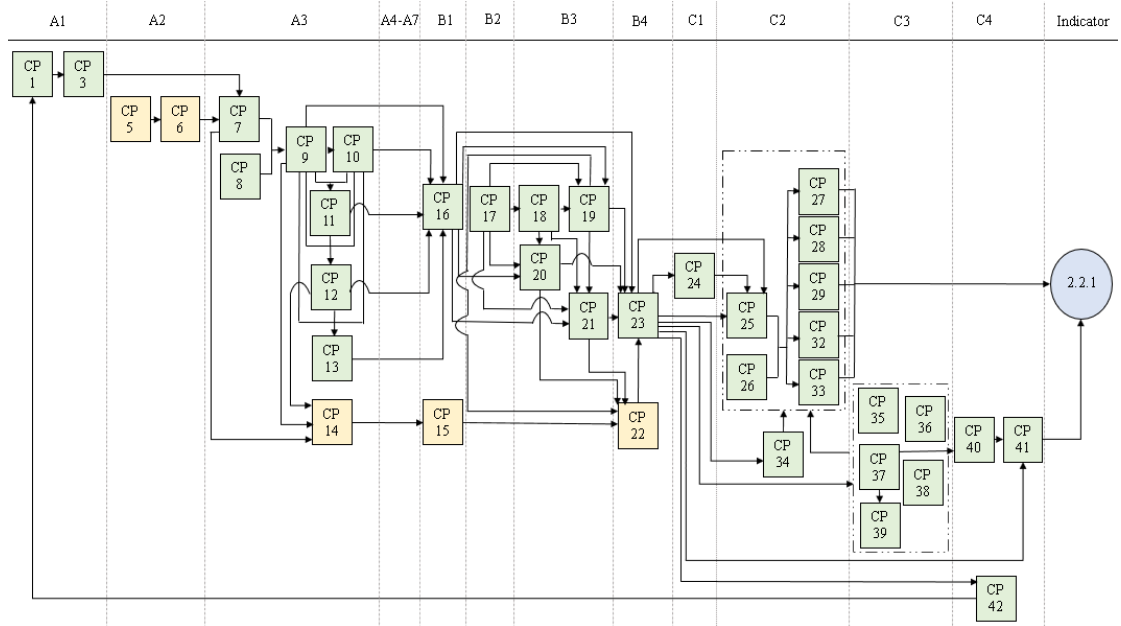 A1
A2
A3
A4-A7
B1
B2
B3
B4
C1
C2
C3
C4
Indicator
CP
1
CP
3
CP
5
CP
6
CP
7
CP
8
CP
9
CP
10
CP
11
CP
12
CP
13
CP
14
CP
15
CP
16
CP
17
CP
18
CP
19
CP
20
CP
21
CP
22
CP
23
CP
24
CP
25
CP
26
CP
27
CP
28
CP
29
CP
32
CP
33
CP
34
CP
35
CP
36
CP
37
CP
38
CP
39
CP
40
CP
41
CP
42
2.2.1